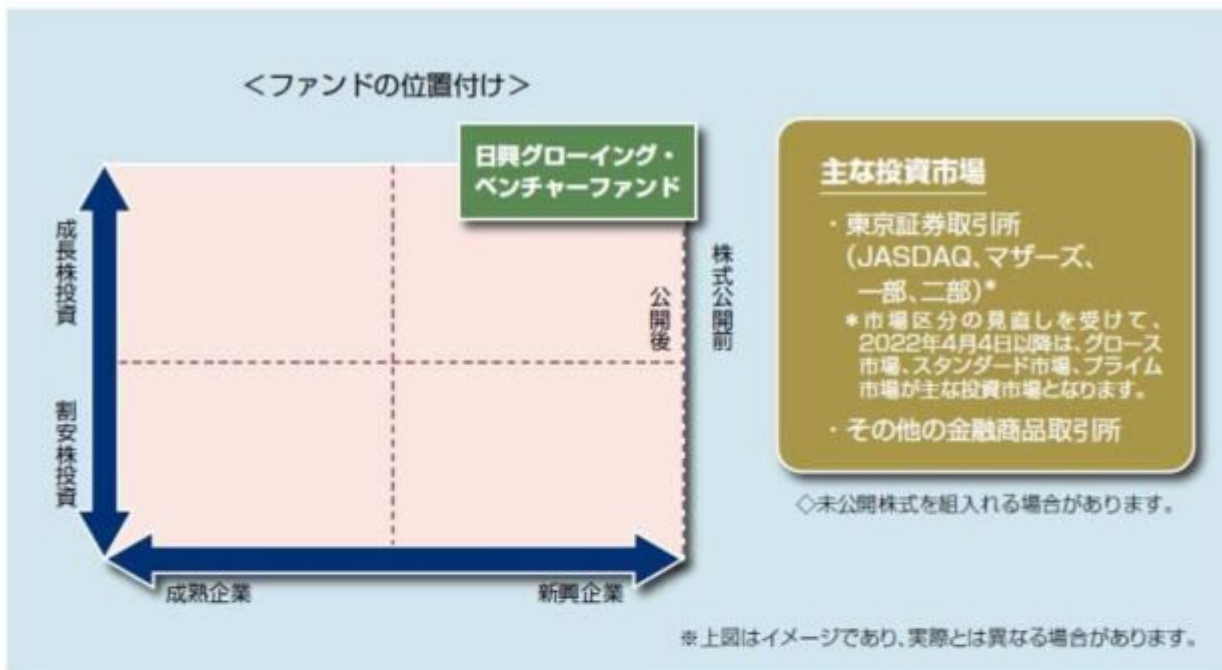 ＜ファンドの位置付け＞
日興グローイング・
ベンチャーファンド
成長株投資
割安株投資
公開後
株式公開前
成熟企業
新興企業
主な投資市場
・東京証券取引所
（JASDAQ、マザーズ、
一部、二部）*
*市場区分の見直しを受けて、
2022年4月4日以降は、グロース
市場、スタンダード市場、プライム
市場が主な投資市場となります。
・その他の金融商品取引所
◇未公開株式を組入れる場合があります。
※上図はイメージであり、実際とは異なる場合があります。